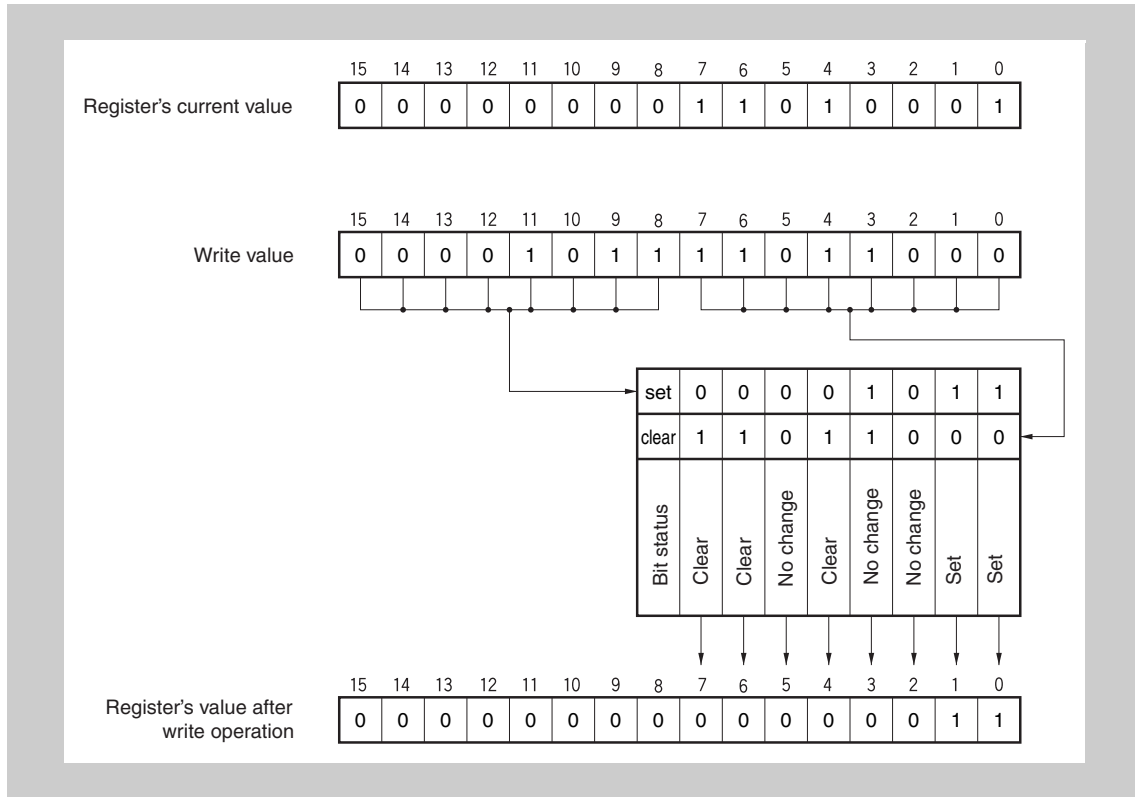 15 14 13 12 11 10 9 8 7 6 5 4 3 2 1 0
Register's current value 0 0 0 0 0 0 0 0 1 1 0 1 0 0 0 1
15 14 13 12 11 10 9 8 7 6 5 4 3 2 1 0
Write value 0 0 0 0 1 0 1 1 1 1 0 1 1 0 0 0
set 0 0 0 0 1 0 1 1
clear 1 1 0 1 1 0 0 0
Bit status Clear Clear No change Clear No change No change Set Set
15 14 13 12 11 10 9 8 7 6 5 4 3 2 1 0
Register's value after
write operation 0 0 0 0 0 0 0 0 0 0 0 0 0 0 1 1